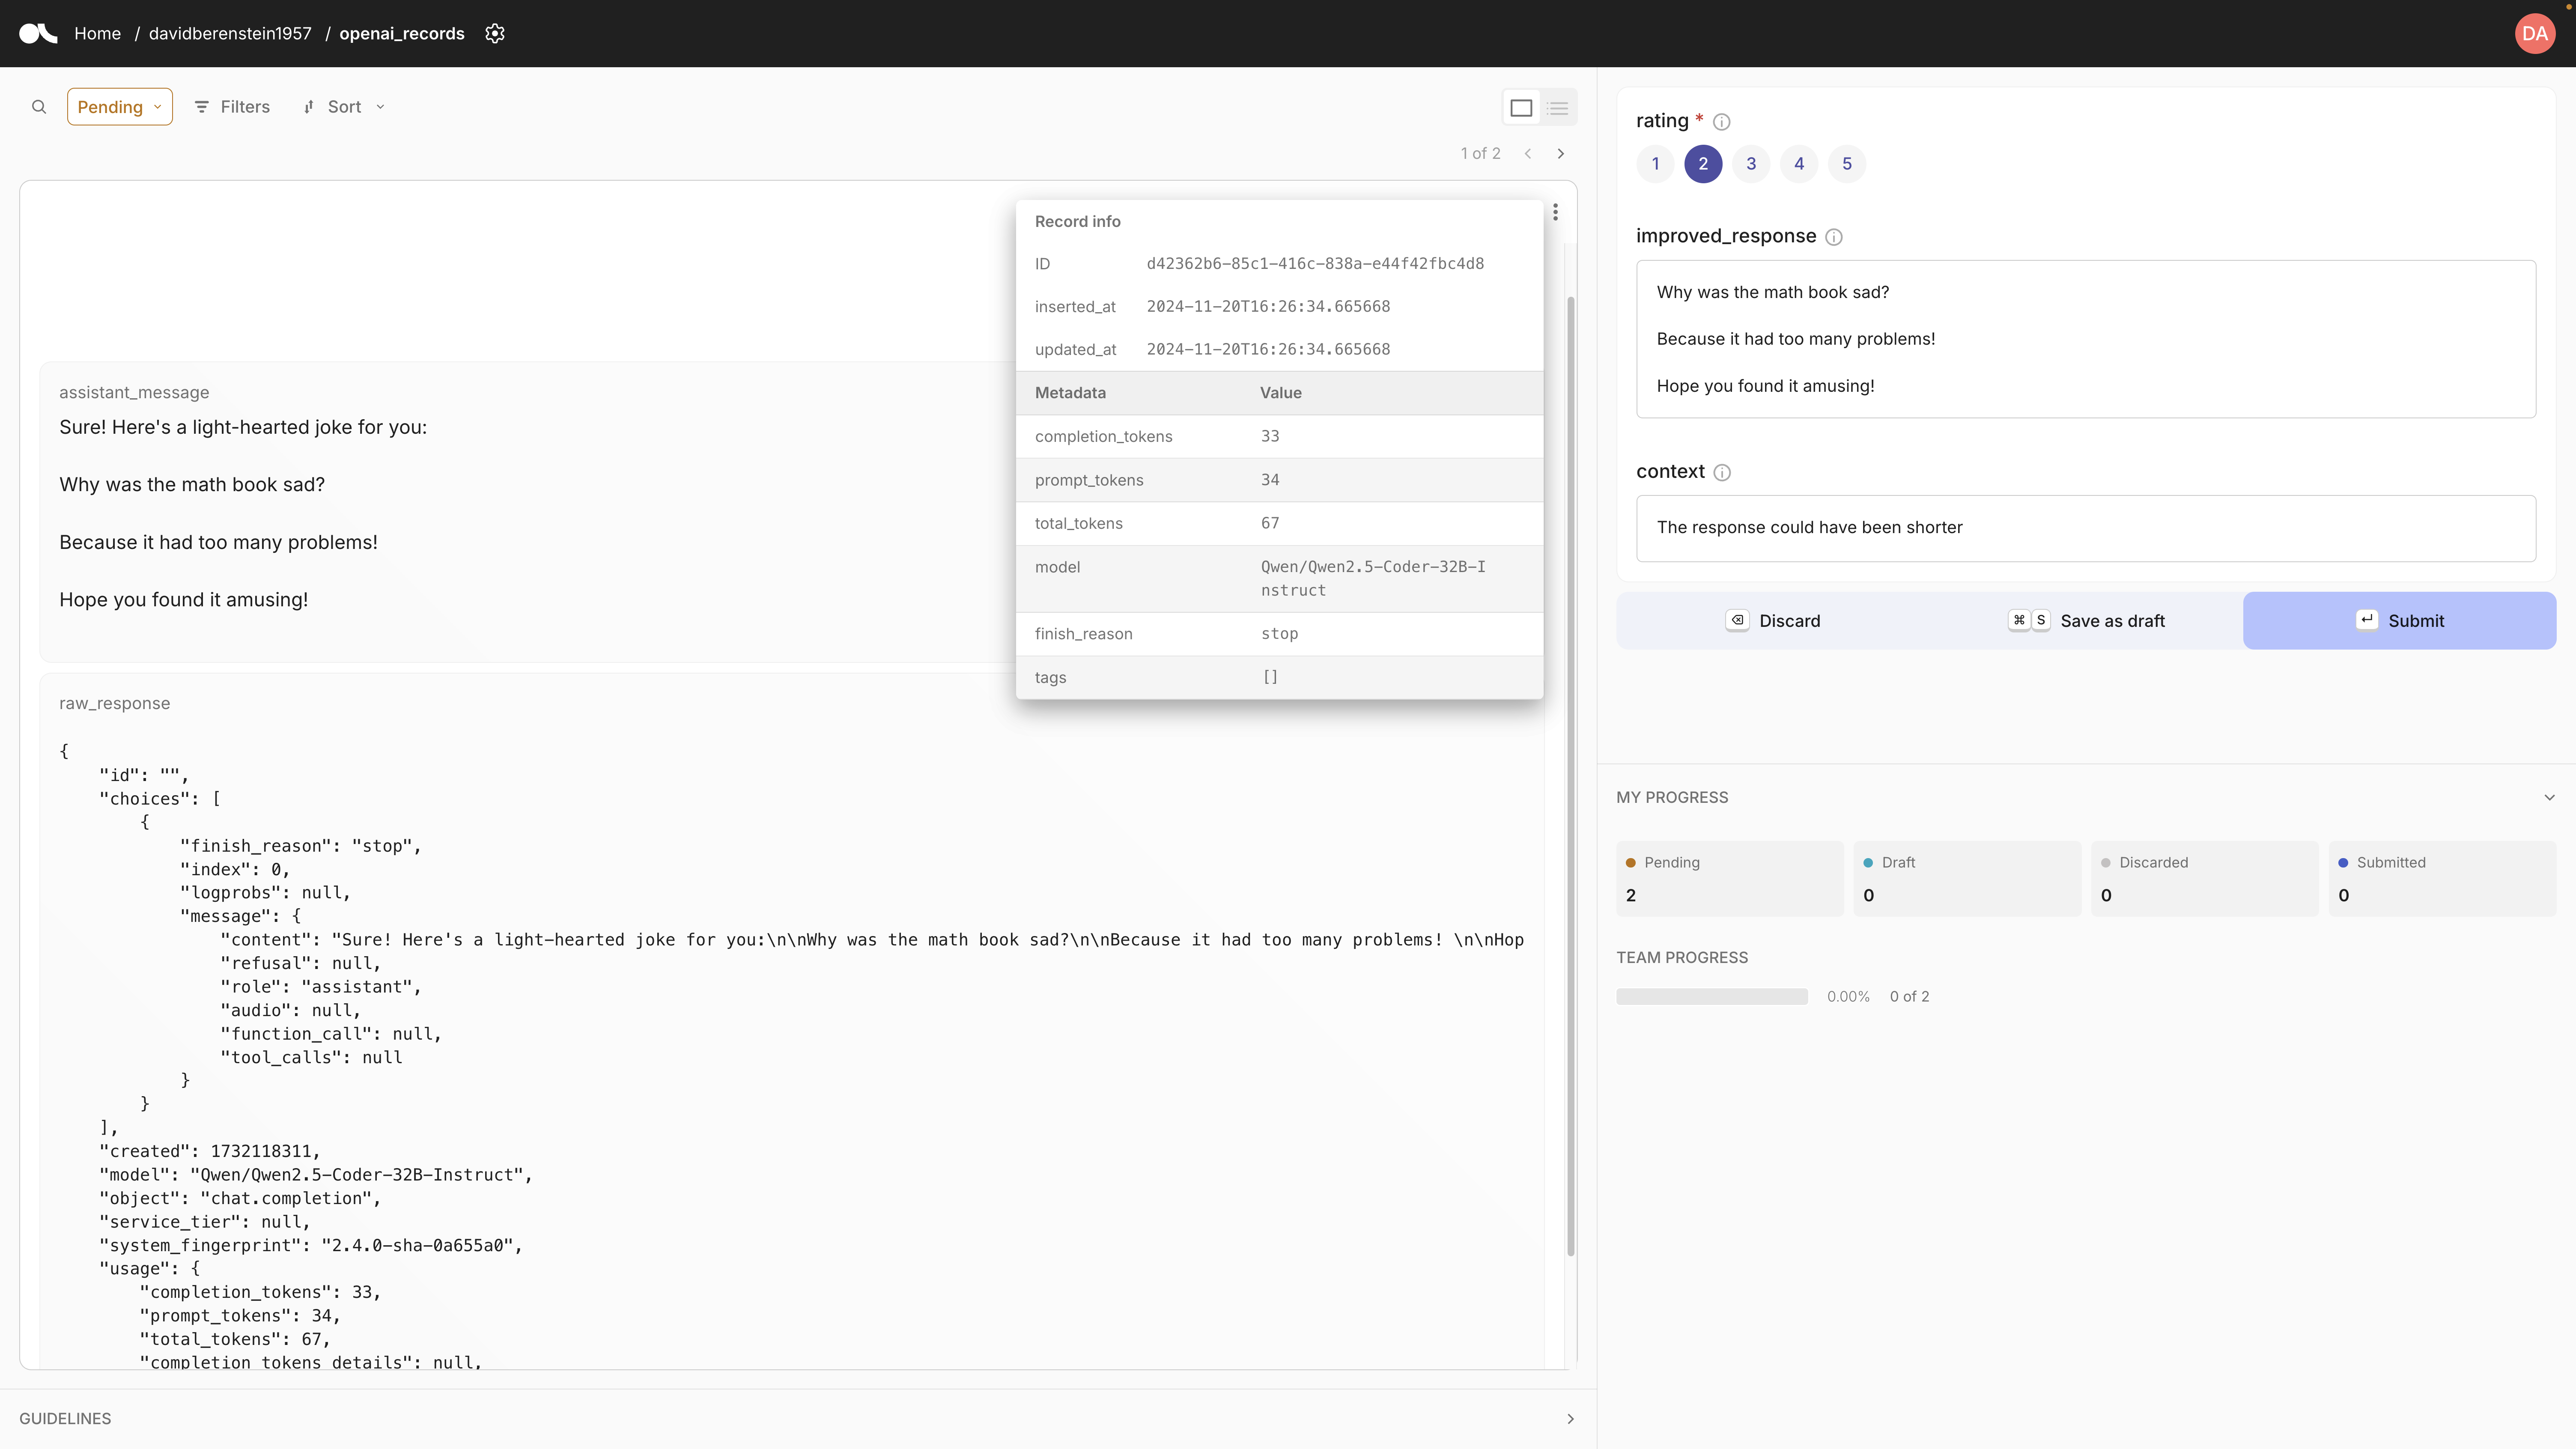 Home / davidberenstein1957 / openai_records
DA
Pending
Filters
Sort
1 of 2
Record info
ID d42362b6-85c1-416c-838a-e44f42fbc4d8
inserted_at 2024-11-20T16:26:34.665668
updated_at 2024-11-20T16:26:34.665668
Metadata Value
completion_tokens 33
prompt_tokens 34
total_tokens 67
model Qwen/Qwen2.5-Coder-32B-I
nstruct
finish_reason stop
tags []
assistant_message
Sure! Here's a light-hearted joke for you:
Why was the math book sad?
Because it had too many problems!
Hope you found it amusing!
raw_response
{
    "id": "",
    "choices": [
        {
            "finish_reason": "stop",
            "index": 0,
            "logprobs": null,
            "message": {
                "content": "Sure! Here's a light-hearted joke for you:\n\nWhy was the math book sad?\n\nBecause it had too many problems! \n\nHop
                "refusal": null,
                "role": "assistant",
                "audio": null,
                "function_call": null,
                "tool_calls": null
            }
        }
    ],
    "created": 1732118311,
    "model": "Qwen/Qwen2.5-Coder-32B-Instruct",
    "object": "chat.completion",
    "service_tier": null,
    "system_fingerprint": "2.4.0-sha-0a655a0",
    "usage": {
        "completion_tokens": 33,
        "prompt_tokens": 34,
        "total_tokens": 67,
        "completion_tokens_details": null,
GUIDELINES
rating *
1 2 3 4 5
improved_response
Why was the math book sad?
Because it had too many problems!
Hope you found it amusing!
context
The response could have been shorter
Discard
⌘ S Save as draft
Submit
MY PROGRESS
Pending
2
Draft
0
Discarded
0
Submitted
0
TEAM PROGRESS
0.00% 0 of 2